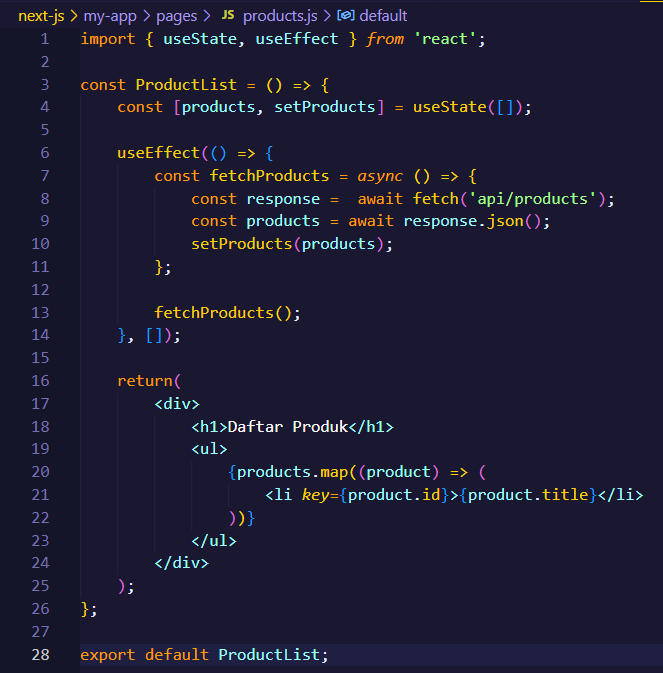 next-js > my-app > pages > JS products.js > default
1 import { useState, useEffect } from 'react';
2
3 const ProductList = () => {
4     const [products, setProducts] = useState([]);
5
6     useEffect(() => {
7         const fetchProducts = async () => {
8             const response =  await fetch('api/products');
9             const products = await response.json();
10             setProducts(products);
11         };
12
13         fetchProducts();
14     }, []);
15
16     return(
17         <div>
18             <h1>Daftar Produk</h1>
19             <ul>
20                 {products.map((product) => (
21                     <li key={product.id}>{product.title}</li>
22                 ))}
23             </ul>
24         </div>
25     );
26 };
27
28 export default ProductList;